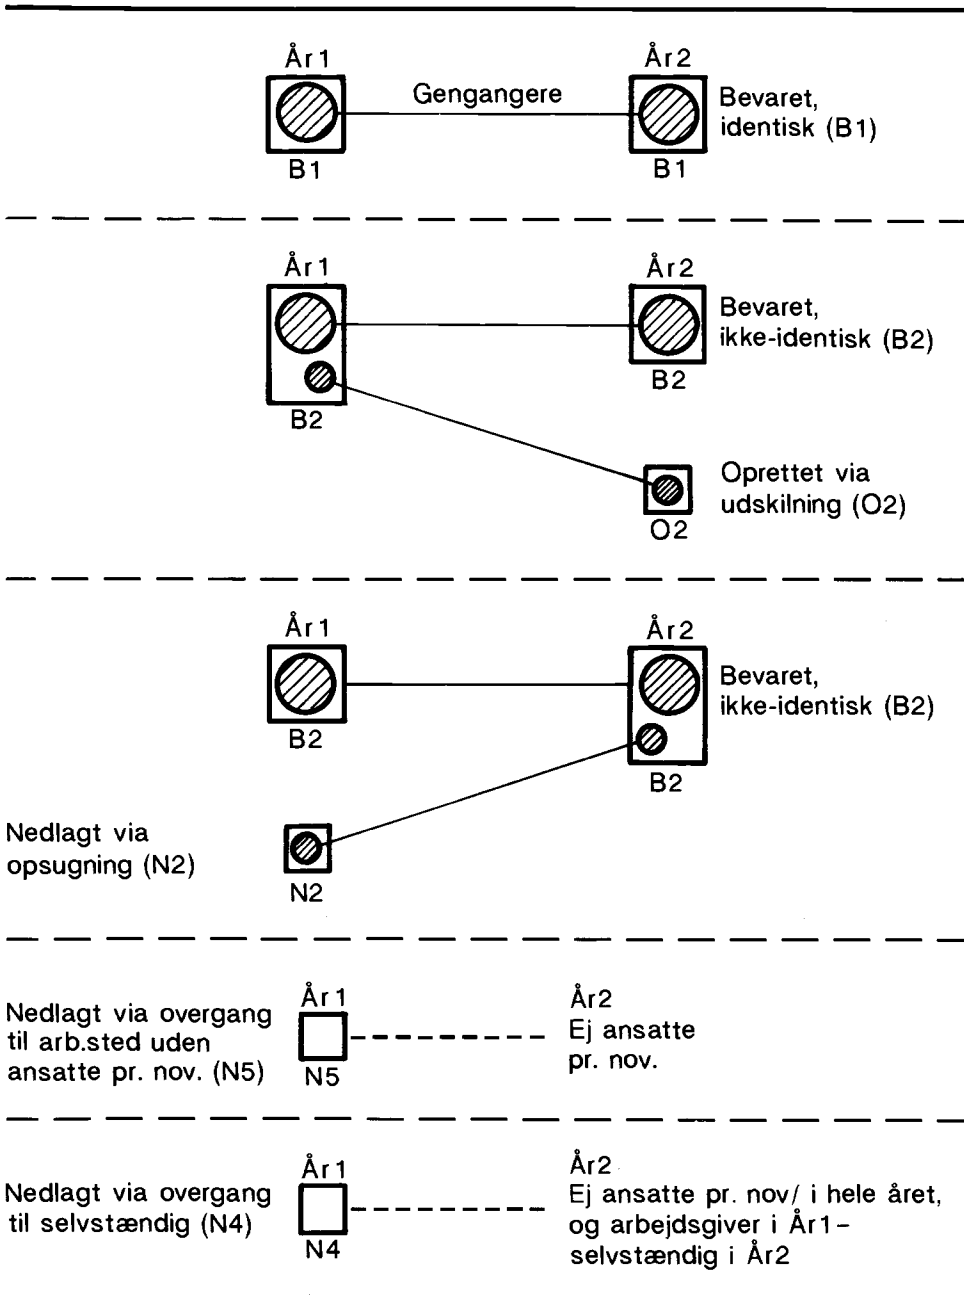 År1
År2
Gengangere
Bevaret,
identisk (B1)
B1
B1
År1
År2
Bevaret,
ikke-identisk (B2)
B2
B2
Oprettet via
udskilning (O2)
O2
År1
År2
Bevaret,
ikke-identisk (B2)
B2
B2
Nedlagt via
opsugning (N2)
N2
Nedlagt via overgang
til arb.sted uden
ansatte pr. nov. (N5)
År1
N5
År2
Ej ansatte
pr. nov.
Nedlagt via overgang
til selvstændig (N4)
År1
N4
År2
Ej ansatte pr. nov/ i hele året,
og arbejdsgiver i År1-
selvstændig i År2